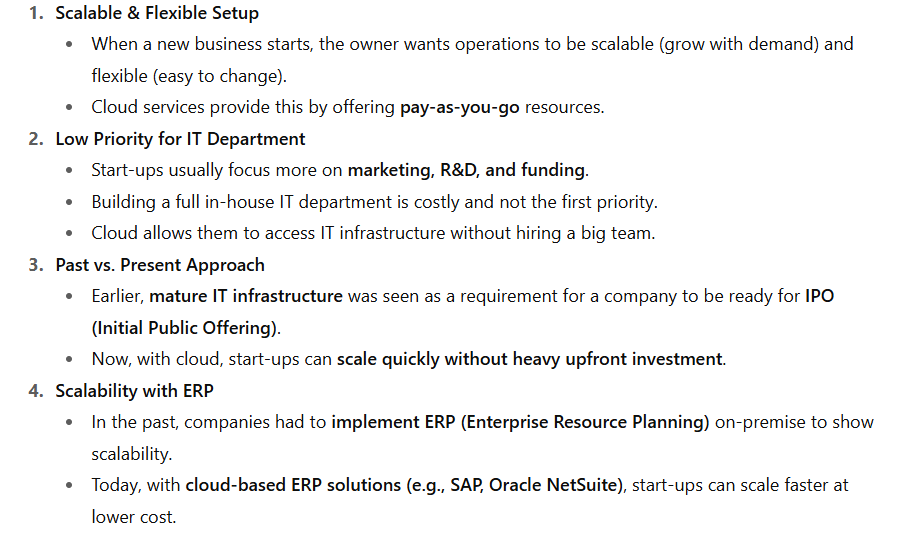 1. Scalable & Flexible Setup
• When a new business starts, the owner wants operations to be scalable (grow with demand) and
flexible (easy to change).
• Cloud services provide this by offering pay-as-you-go resources.
2. Low Priority for IT Department
• Start-ups usually focus more on marketing, R&D, and funding.
• Building a full in-house IT department is costly and not the first priority.
• Cloud allows them to access IT infrastructure without hiring a big team.
3. Past vs. Present Approach
• Earlier, mature IT infrastructure was seen as a requirement for a company to be ready for IPO
(Initial Public Offering).
• Now, with cloud, start-ups can scale quickly without heavy upfront investment.
4. Scalability with ERP
• In the past, companies had to implement ERP (Enterprise Resource Planning) on-premise to show
scalability.
• Today, with cloud-based ERP solutions (e.g., SAP, Oracle NetSuite), start-ups can scale faster at
lower cost.